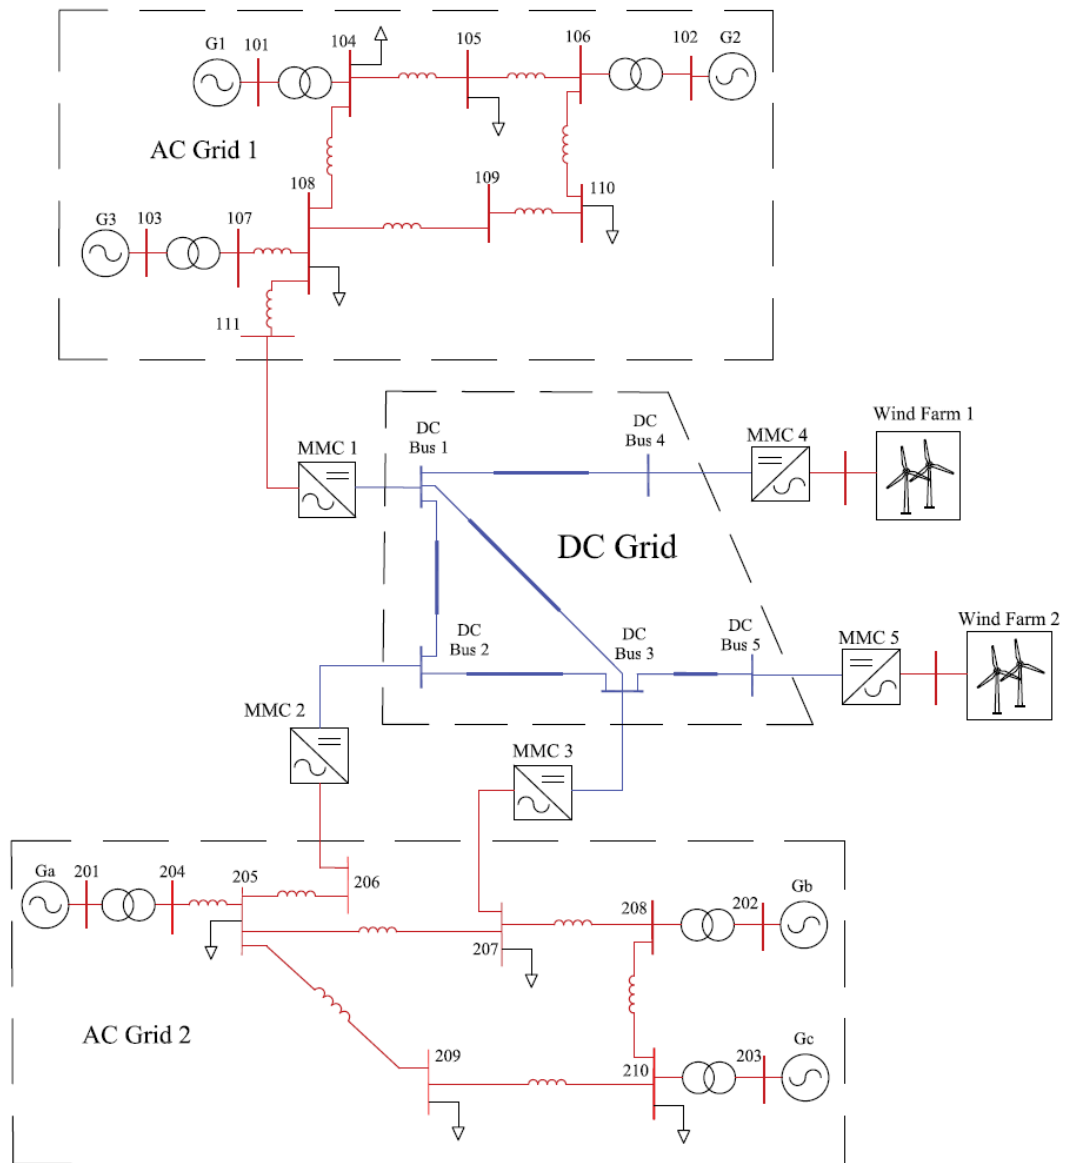 G1
101
104
105
106
102
G2
AC Grid 1
108
109
110
G3
103
107
111
DC
Bus 1
DC
Bus 4
MMC 1
MMC 4
Wind Farm 1
DC Grid
DC
Bus 2
DC
Bus 3
DC
Bus 5
MMC 5
Wind Farm 2
MMC 2
MMC 3
Ga
201
204
205
206
207
208
202
Gb
AC Grid 2
209
210
203
Gc